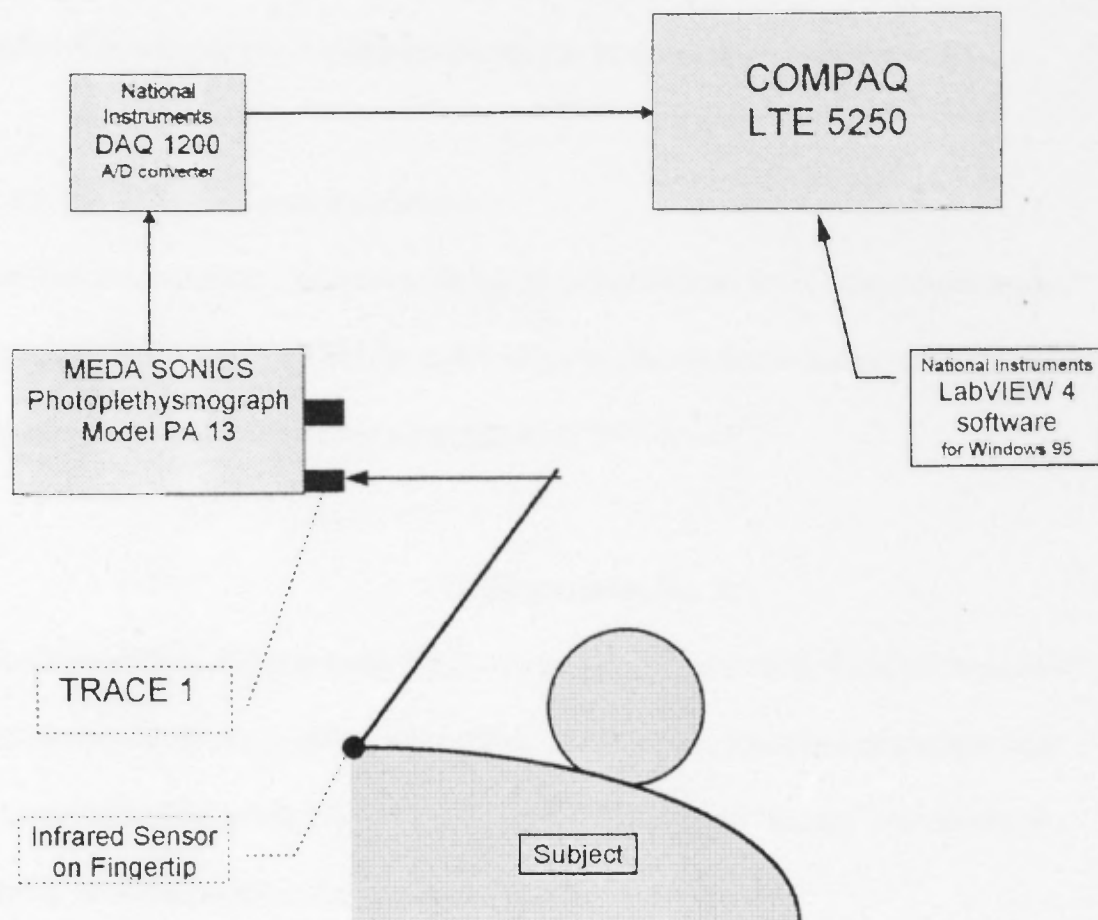 National
Instruments
DAQ 1200
A/D converter
COMPAQ
LTE 5250
MEDA SONICS
Photoplethysmograph
Model PA 13
National Instruments
LabVIEW 4
software
for Windows 95
TRACE 1
Infrared Sensor
on Fingertip
Subject